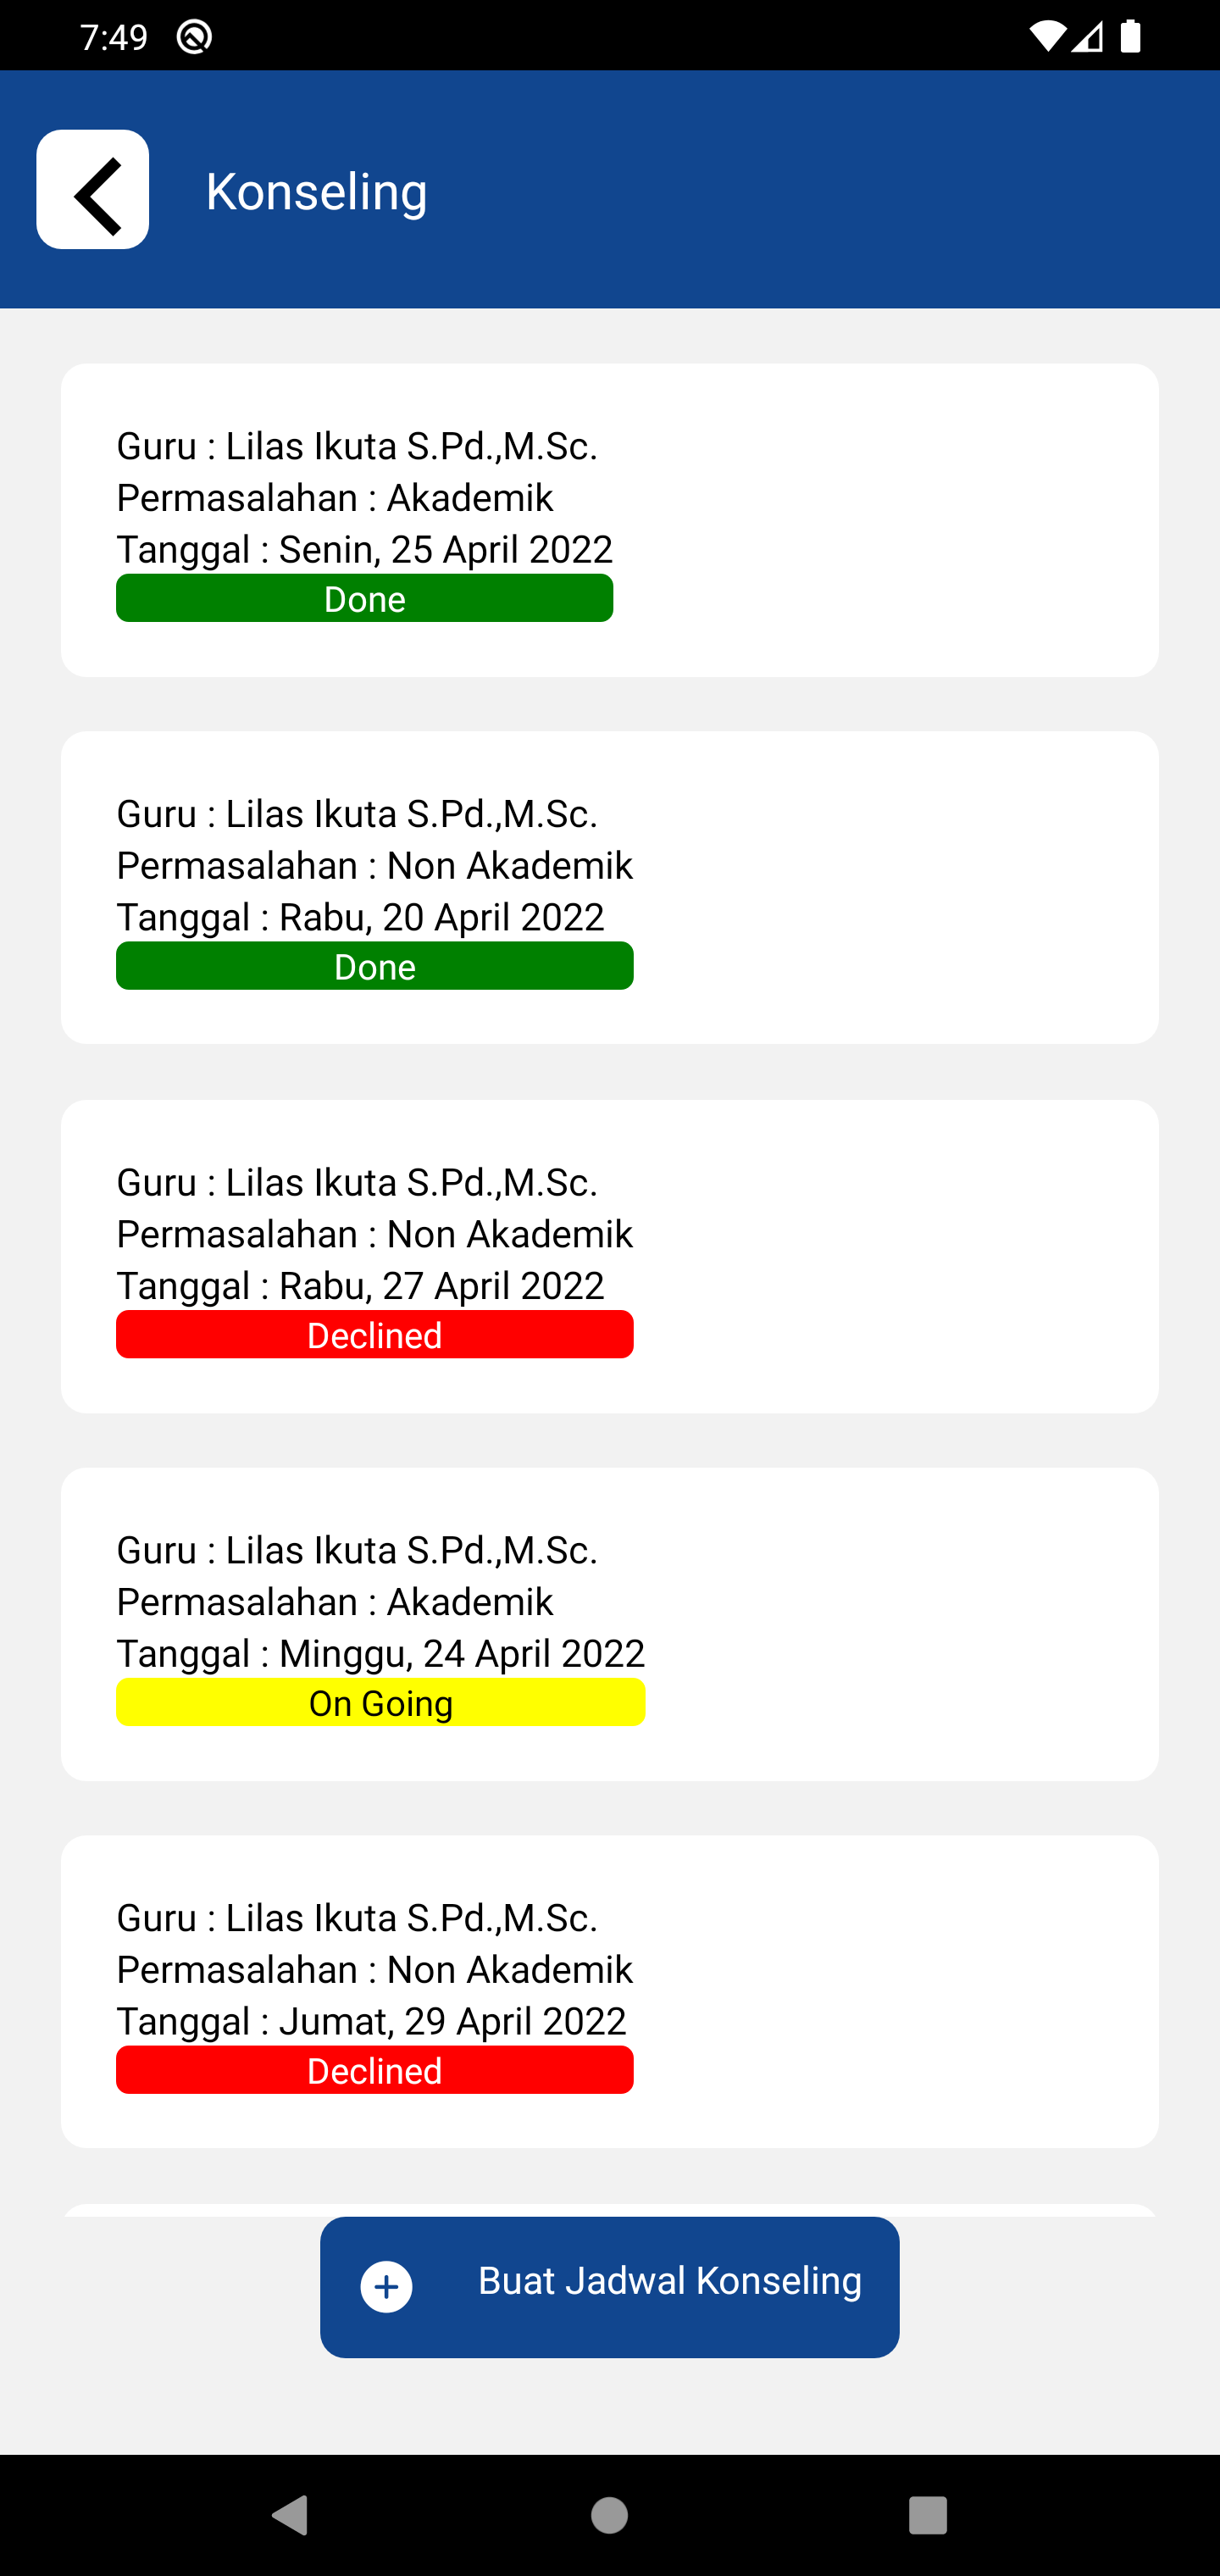 7:49
Konseling
Guru : Lilas Ikuta S.Pd.,M.Sc.
Permasalahan : Akademik
Tanggal : Senin, 25 April 2022
Done
Guru : Lilas Ikuta S.Pd.,M.Sc.
Permasalahan : Non Akademik
Tanggal : Rabu, 20 April 2022
Done
Guru : Lilas Ikuta S.Pd.,M.Sc.
Permasalahan : Non Akademik
Tanggal : Rabu, 27 April 2022
Declined
Guru : Lilas Ikuta S.Pd.,M.Sc.
Permasalahan : Akademik
Tanggal : Minggu, 24 April 2022
On Going
Guru : Lilas Ikuta S.Pd.,M.Sc.
Permasalahan : Non Akademik
Tanggal : Jumat, 29 April 2022
Declined
Buat Jadwal Konseling